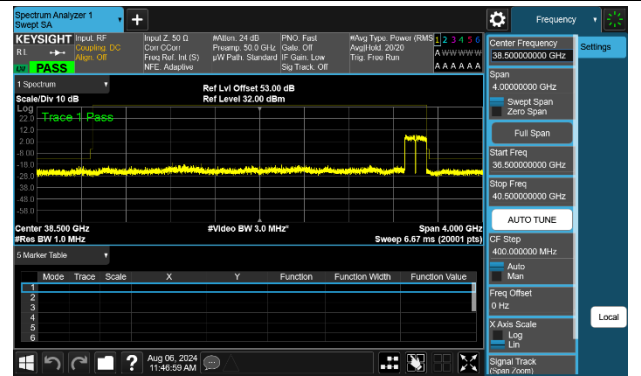 Spectrum Analyzer 1
Swept SA
Frequency
KEYSIGHT
R L
LV PASS
Input: RF
Coupling: DC
Align: Off
Input Z: 50 Ω
Corr CCorr
Freq Ref: Int (S)
NFE: Adaptive
#Atten: 24 dB
Preamp: 50.0 GHz
µW Path: Standard
PNO: Fast
Gate: Off
IF Gain: Low
Sig Track: Off
#Avg Type: Power (RMS
Avg|Hold: 20/20
Trig: Free Run
1 2 3 4 5 6
A W W W W W
A A A A A A
1 Spectrum
Scale/Div 10 dB
Ref Lvl Offset 53.00 dB
Ref Level 32.00 dBm
Log
Trace 1 Pass
22.0
12.0
2.00
-8.00
-18.0
-28.0
-38.0
-48.0
-58.0
Center 38.500 GHz
#Res BW 1.0 MHz
#Video BW 3.0 MHz*
Span 4.000 GHz
Sweep 6.67 ms (20001 pts)
5 Marker Table
Mode Trace Scale X Y Function Function Width Function Value
1
2
3
4
5
6
Aug 06, 2024
11:46:59 AM
Center Frequency
38.500000000 GHz
Settings
Span
4.00000000 GHz
Swept Span
Zero Span
Full Span
Start Freq
36.500000000 GHz
Stop Freq
40.500000000 GHz
AUTO TUNE
CF Step
400.000000 MHz
Auto
Man
Freq Offset
0 Hz
X Axis Scale
Log
Lin
Local
Signal Track
(Span Zoom)